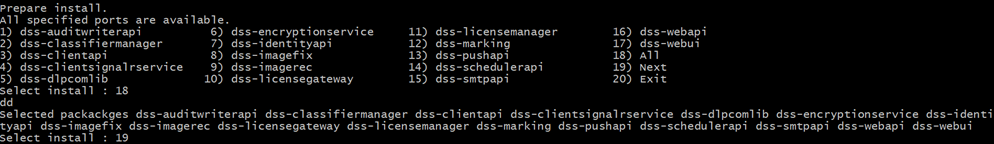 Prepare install.
All specified ports are available.
1) dss-auditwriterapi 6) dss-encryptionservice 11) dss-licensemanager 16) dss-webapi
2) dss-classifiermanager 7) dss-identityapi 12) dss-marking 17) dss-webui
3) dss-clientapi 8) dss-imagefix 13) dss-pushapi 18) All
4) dss-clientsignalrservice 9) dss-imagerec 14) dss-schedulerapi 19) Next
5) dss-dlpcomlib 10) dss-licensegateway 15) dss-smtpapi 20) Exit
Select install : 18
dd
Selected packackges dss-auditwriterapi dss-classifiermanager dss-clientapi dss-clientsignalrservice dss-dlpcomlib dss-encryptionservice dss-identi
tyapi dss-imagefix dss-imagerec dss-licensegateway dss-licensemanager dss-marking dss-pushapi dss-schedulerapi dss-smtpapi dss-webapi dss-webui
Select install : 19